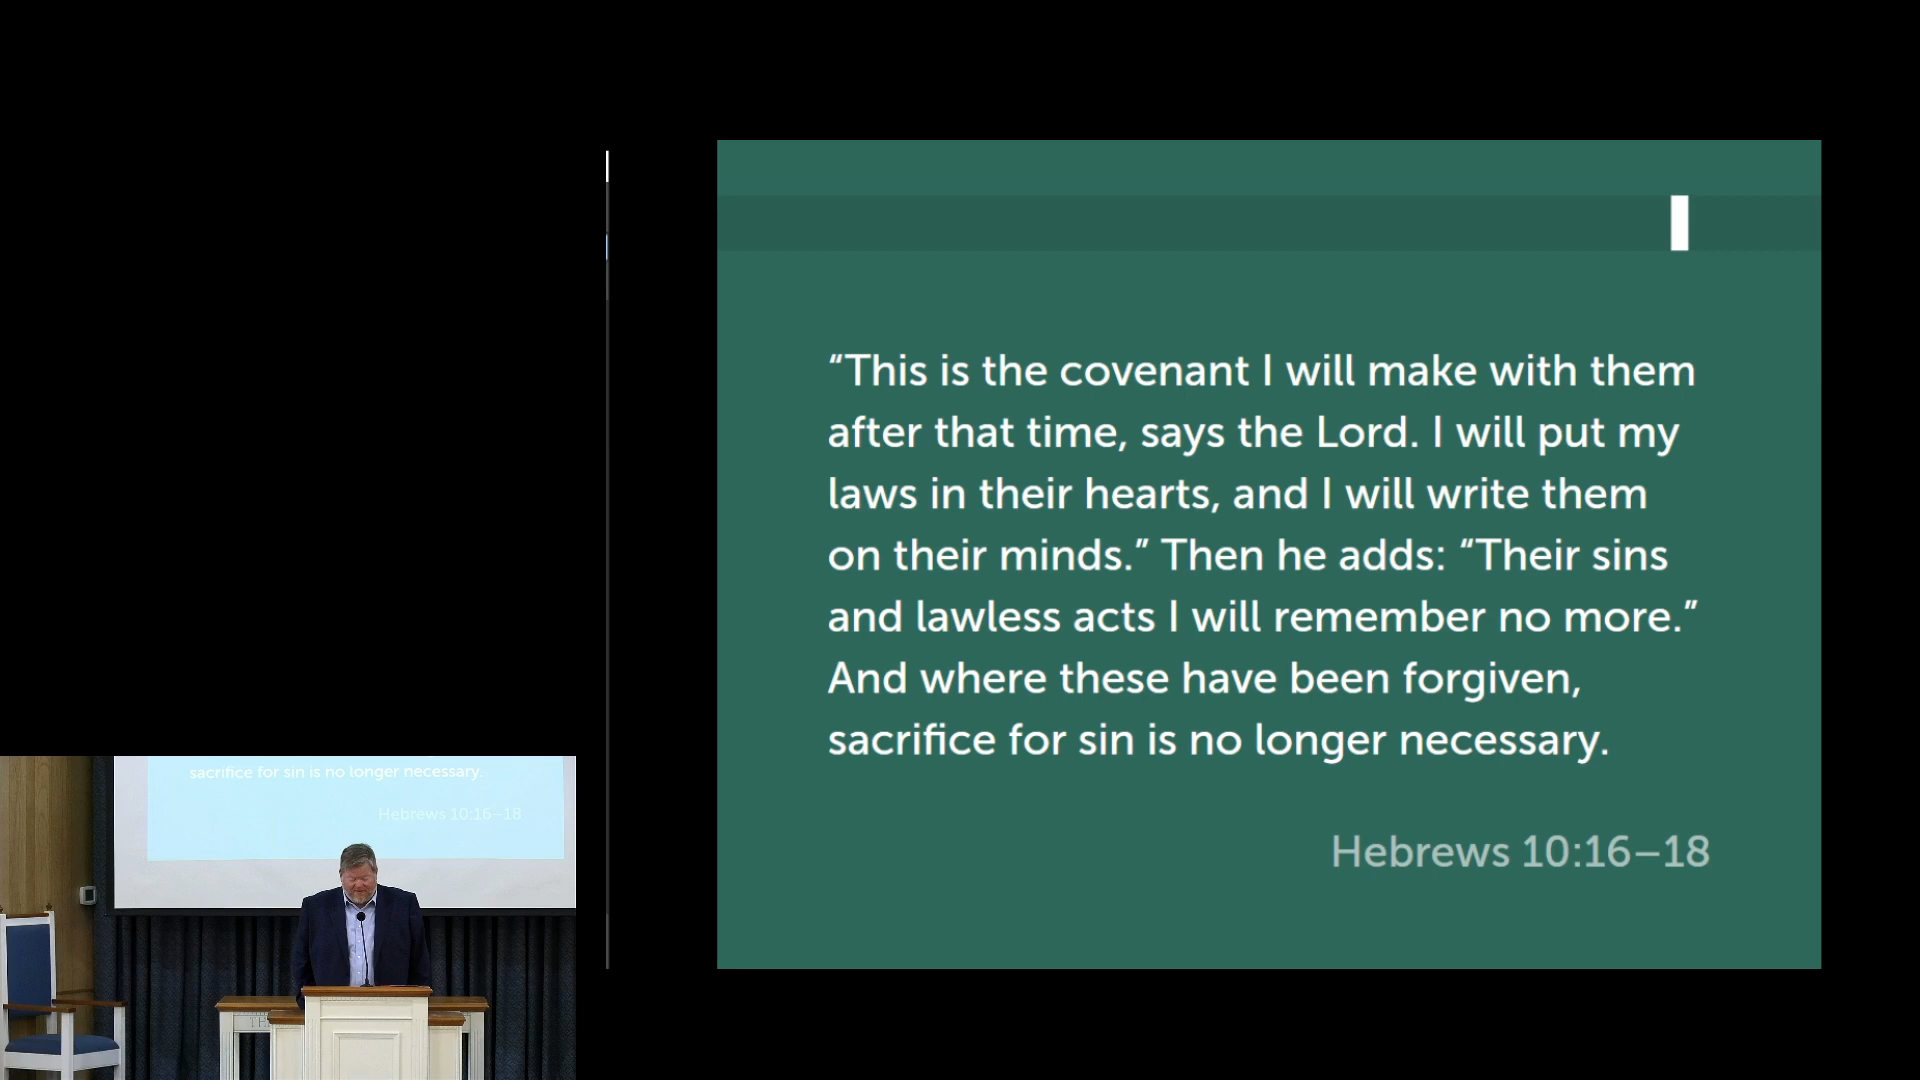 “This is the covenant I will make with them
after that time, says the Lord. I will put my
laws in their hearts, and I will write them
on their minds.” Then he adds: “Their sins
and lawless acts I will remember no more.”
And where these have been forgiven,
sacrifice for sin is no longer necessary.
Hebrews 10:16–18
sacrifice for sin is no longer necessary.
Hebrews 10:16–18